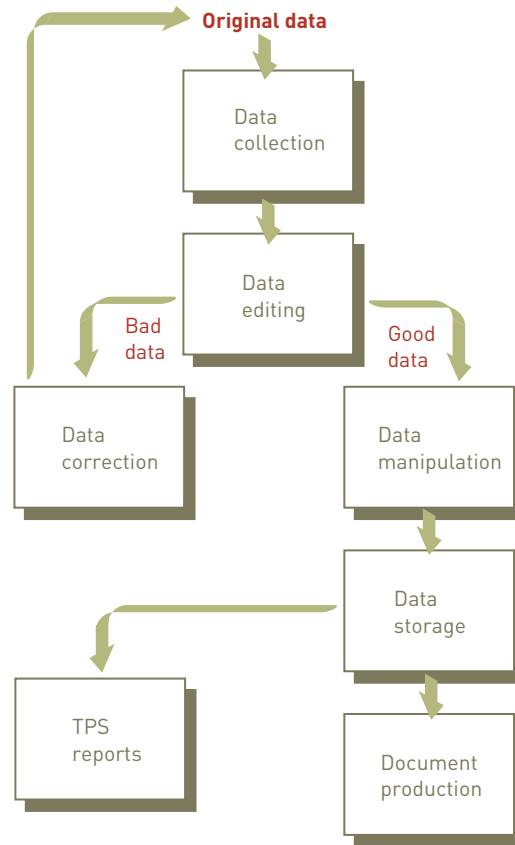 Original data
Data
collection
Data
editing
Bad
data
Good
data
Data
correction
Data
manipulation
Data
storage
TPS
reports
Document
production